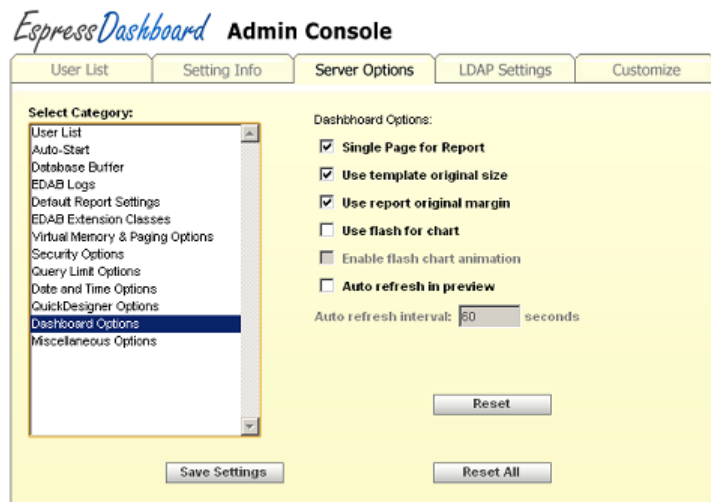 EspressDashboard Admin Console
User List Setting Info Server Options LDAP Settings Customize
Select Category:
User List
Auto-Start
Database Buffer
EDAB Logs
Default Report Settings
EDAB Extension Classes
Virtual Memory & Paging Options
Security Options
Query Limit Options
Date and Time Options
QuickDesigner Options
Dashboard Options
Miscellaneous Options
Dashbhoard Options:
Single Page for Report
Use template original size
Use report original margin
Use flash for chart
Enable flash chart animation
Auto refresh in preview
Auto refresh interval: 60 seconds
Reset
Save Settings
Reset All